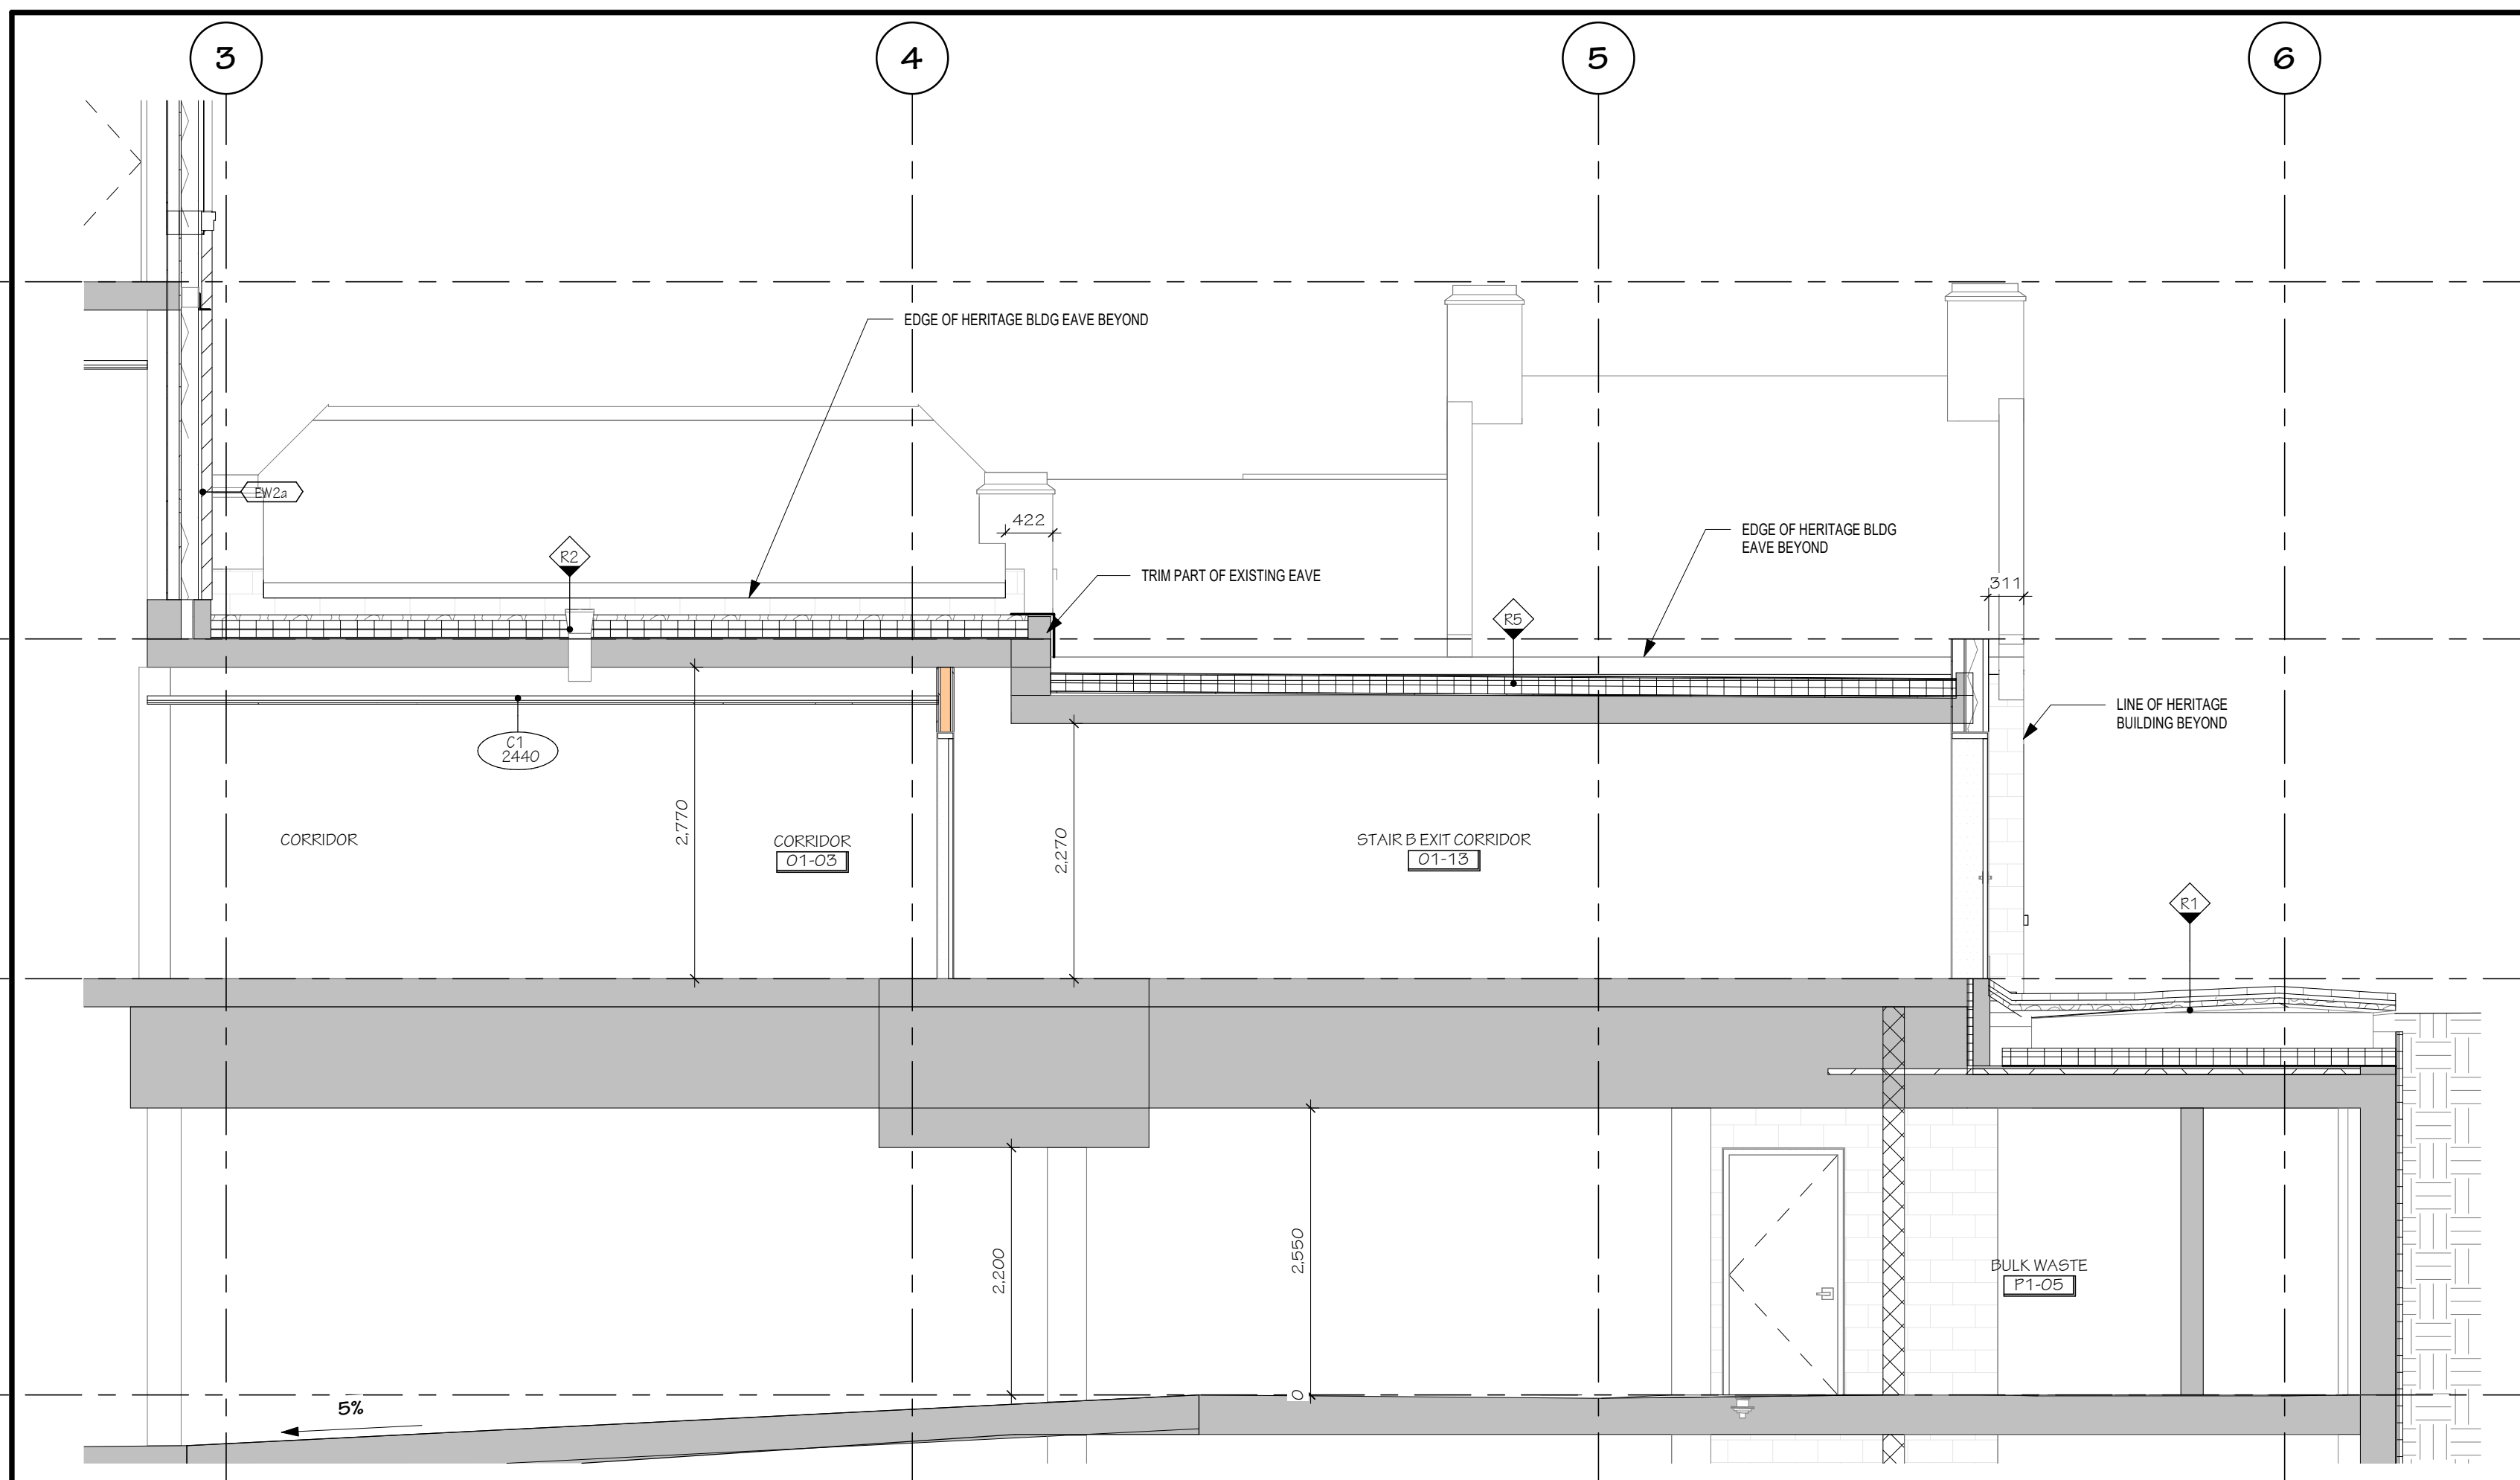 3
4
5
6
EDGE OF HERITAGE BLDG EAVE BEYOND
EW2a
422
R2
EDGE OF HERITAGE BLDG
EAVE BEYOND
TRIM PART OF EXISTING EAVE
311
R5
LINE OF HERITAGE
BUILDING BEYOND
C1
2440
2,770
2,270
CORRIDOR
CORRIDOR
01-03
STAIR B EXIT CORRIDOR
01-13
R1
2,200
2,550
BULK WASTE
P1-05
0
5%